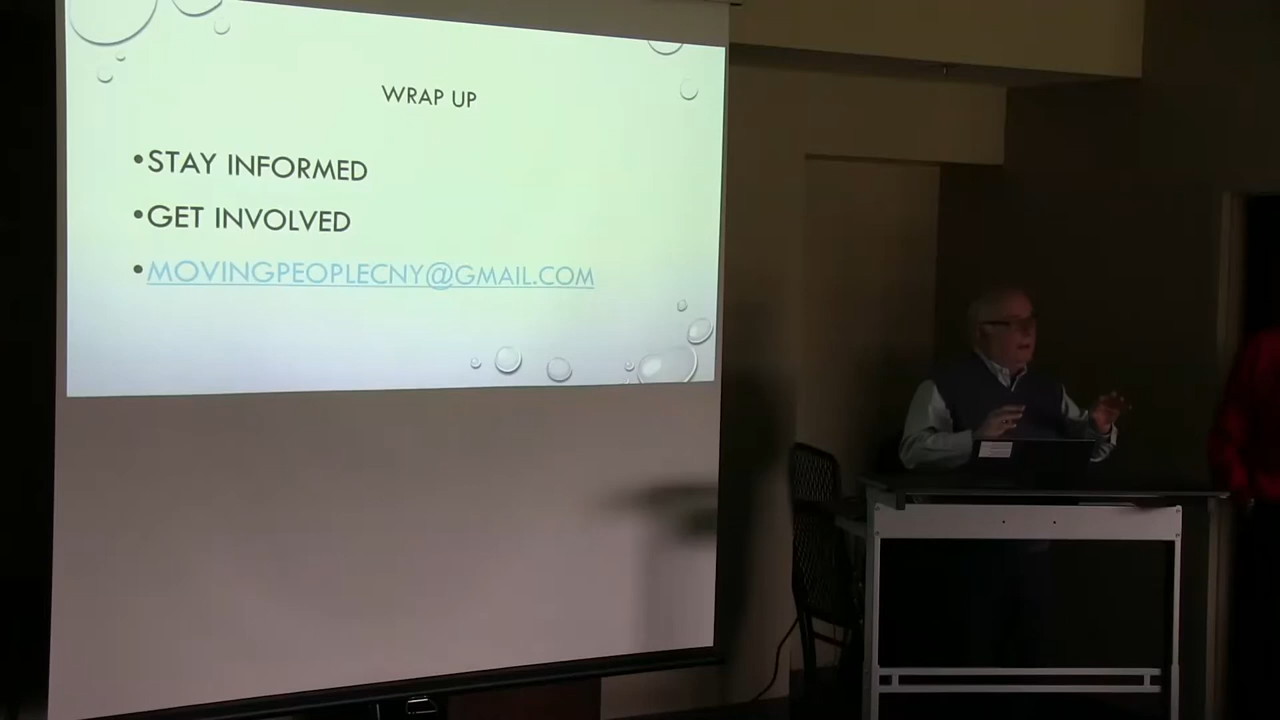 WRAP UP
•STAY INFORMED
•GET INVOLVED
•MOVINGPEOPLECNY@GMAIL.COM